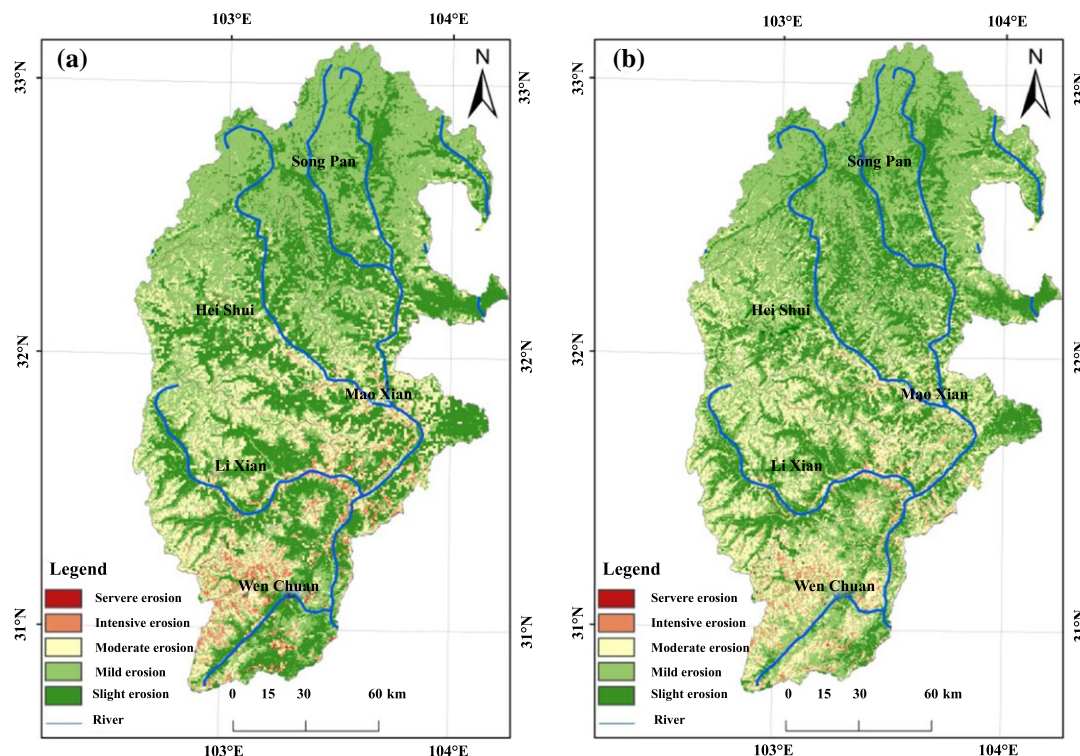 103°E
104°E
103°E
104°E
(a)
N
(b)
N
33°N
33°N
33°N
Song Pan
Song Pan
Hei Shui
Hei Shui
32°N
32°N
32°N
Mao Xian
Mao Xian
Li Xian
Li Xian
Wen Chuan
Wen Chuan
31°N
31°N
31°N
Legend
Servere erosion
Intensive erosion
Moderate erosion
Mild erosion
Slight erosion
River
0 15 30 60 km
Legend
Servere erosion
Intensive erosion
Moderate erosion
Mild erosion
Slight erosion
River
0 15 30 60 km
103°E
104°E
103°E
104°E